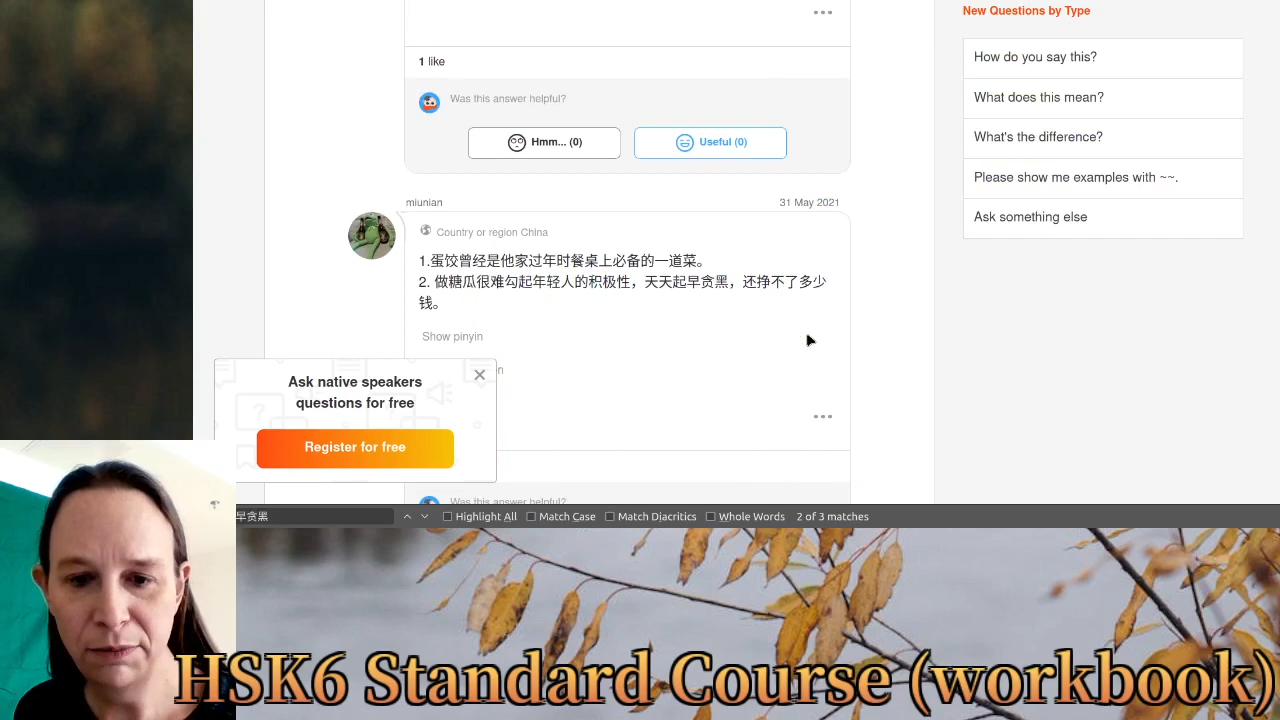 New Questions by Type
How do you say this?
What does this mean?
What's the difference?
Please show me examples with ~~.
Ask something else
1 like
Was this answer helpful?
Hmm... (0)
Useful (0)
miunian
31 May 2021
Country or region China
1.蛋饺曾经是他家过年时餐桌上必备的一道菜。
2. 做糖瓜很难勾起年轻人的积极性，天天起早贪黑，还挣不了多少
钱。
Show pinyin
Ask native speakers
questions for free
Register for free
Was this answer helpful?
早贪黑
Highlight All
Match Case
Match Diacritics
Whole Words
2 of 3 matches
HSK6 Standard Course (workbook)